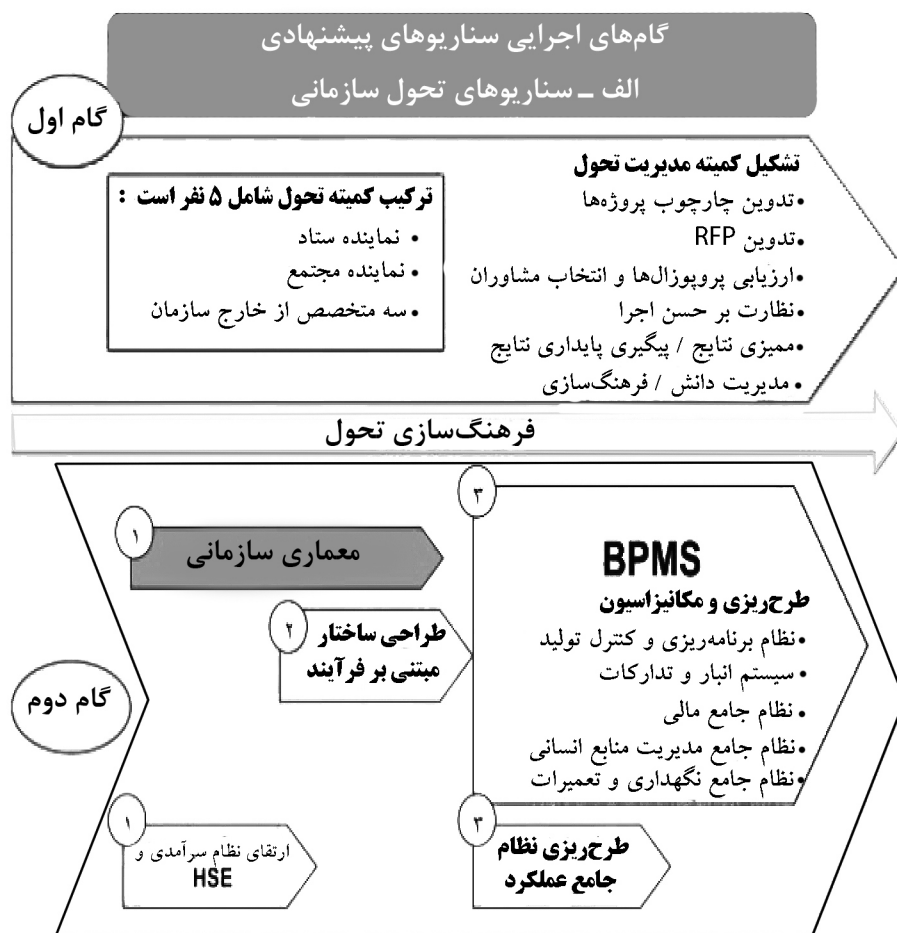 گام‌های اجرایی سناریوهای پیشنهادی
الف ــ سناریوهای تحول سازمانی
گام اول
تشکیل کمیته مدیریت تحول
•تدوین چارچوب پروژه‌ها
•تدوین RFP
•ارزیابی پروپوزال‌ها و انتخاب مشاوران
•نظارت بر حسن اجرا
•ممیزی نتایج / پیگیری پایداری نتایج
• مدیریت دانش / فرهنگ‌سازی
ترکیب کمیته تحول شامل ۵ نفر است :
• نماینده ستاد
• نماینده مجتمع
• سه متخصص از خارج سازمان
فرهنگ‌سازی تحول
گام دوم
۱
معماری سازمانی
۲
طراحی ساختار
مبتنی بر فرآیند
۳
BPMS
طرح‌ریزی و مکانیزاسیون
•نظام برنامه‌ریزی و کنترل تولید
• سیستم انبار و تدارکات
• نظام جامع مالی
•نظام جامع مدیریت منابع انسانی
•نظام جامع نگهداری و تعمیرات
۱
ارتقای نظام سرآمدی و
HSE
۳
طرح‌ریزی نظام
جامع عملکرد